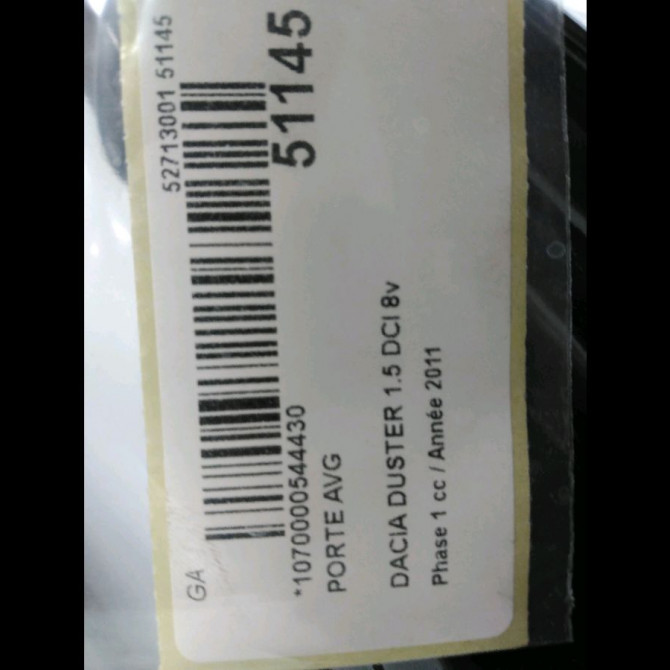 GA
52713001 51145
*1070000544430
51145
PORTE AVG
DACIA DUSTER 1.5 DCI 8v
Phase 1 cc / Année 2011